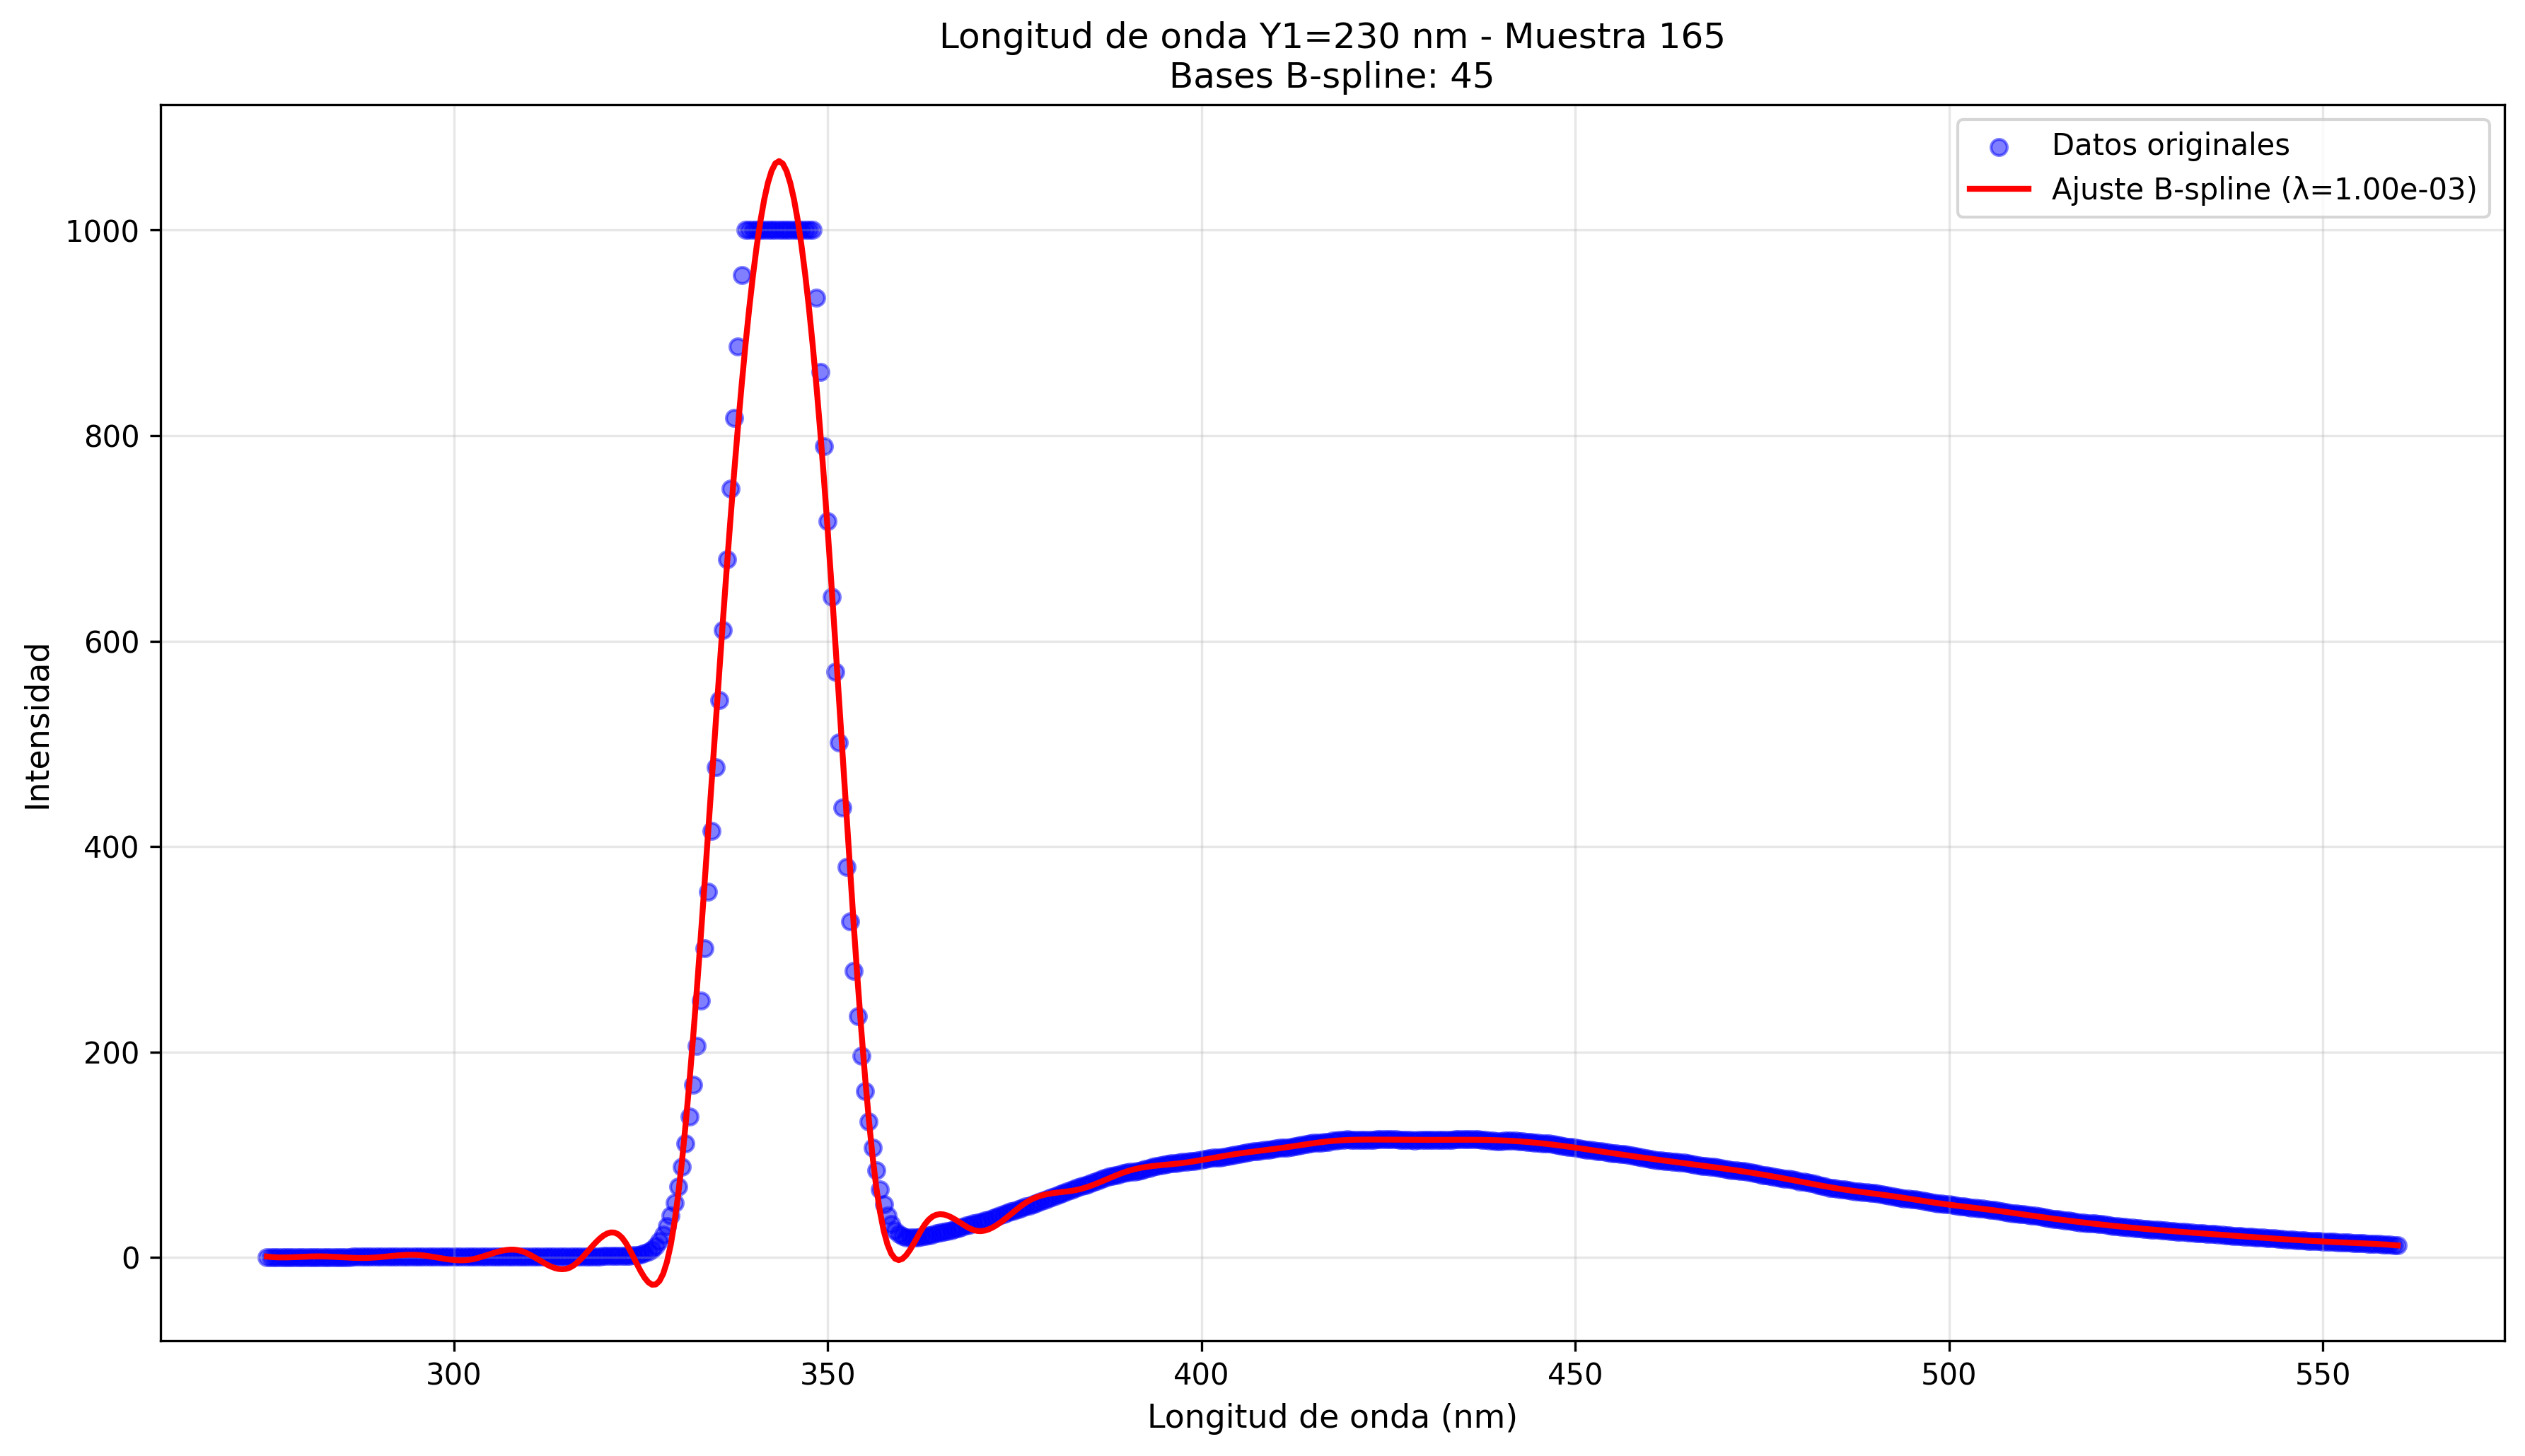 Longitud de onda Y1=230 nm - Muestra 165
Bases B-spline: 45
Datos originales
Ajuste B-spline (λ=1.00e-03)
Intensidad
1000
800
600
400
200
0
300 350 400 450 500 550
Longitud de onda (nm)